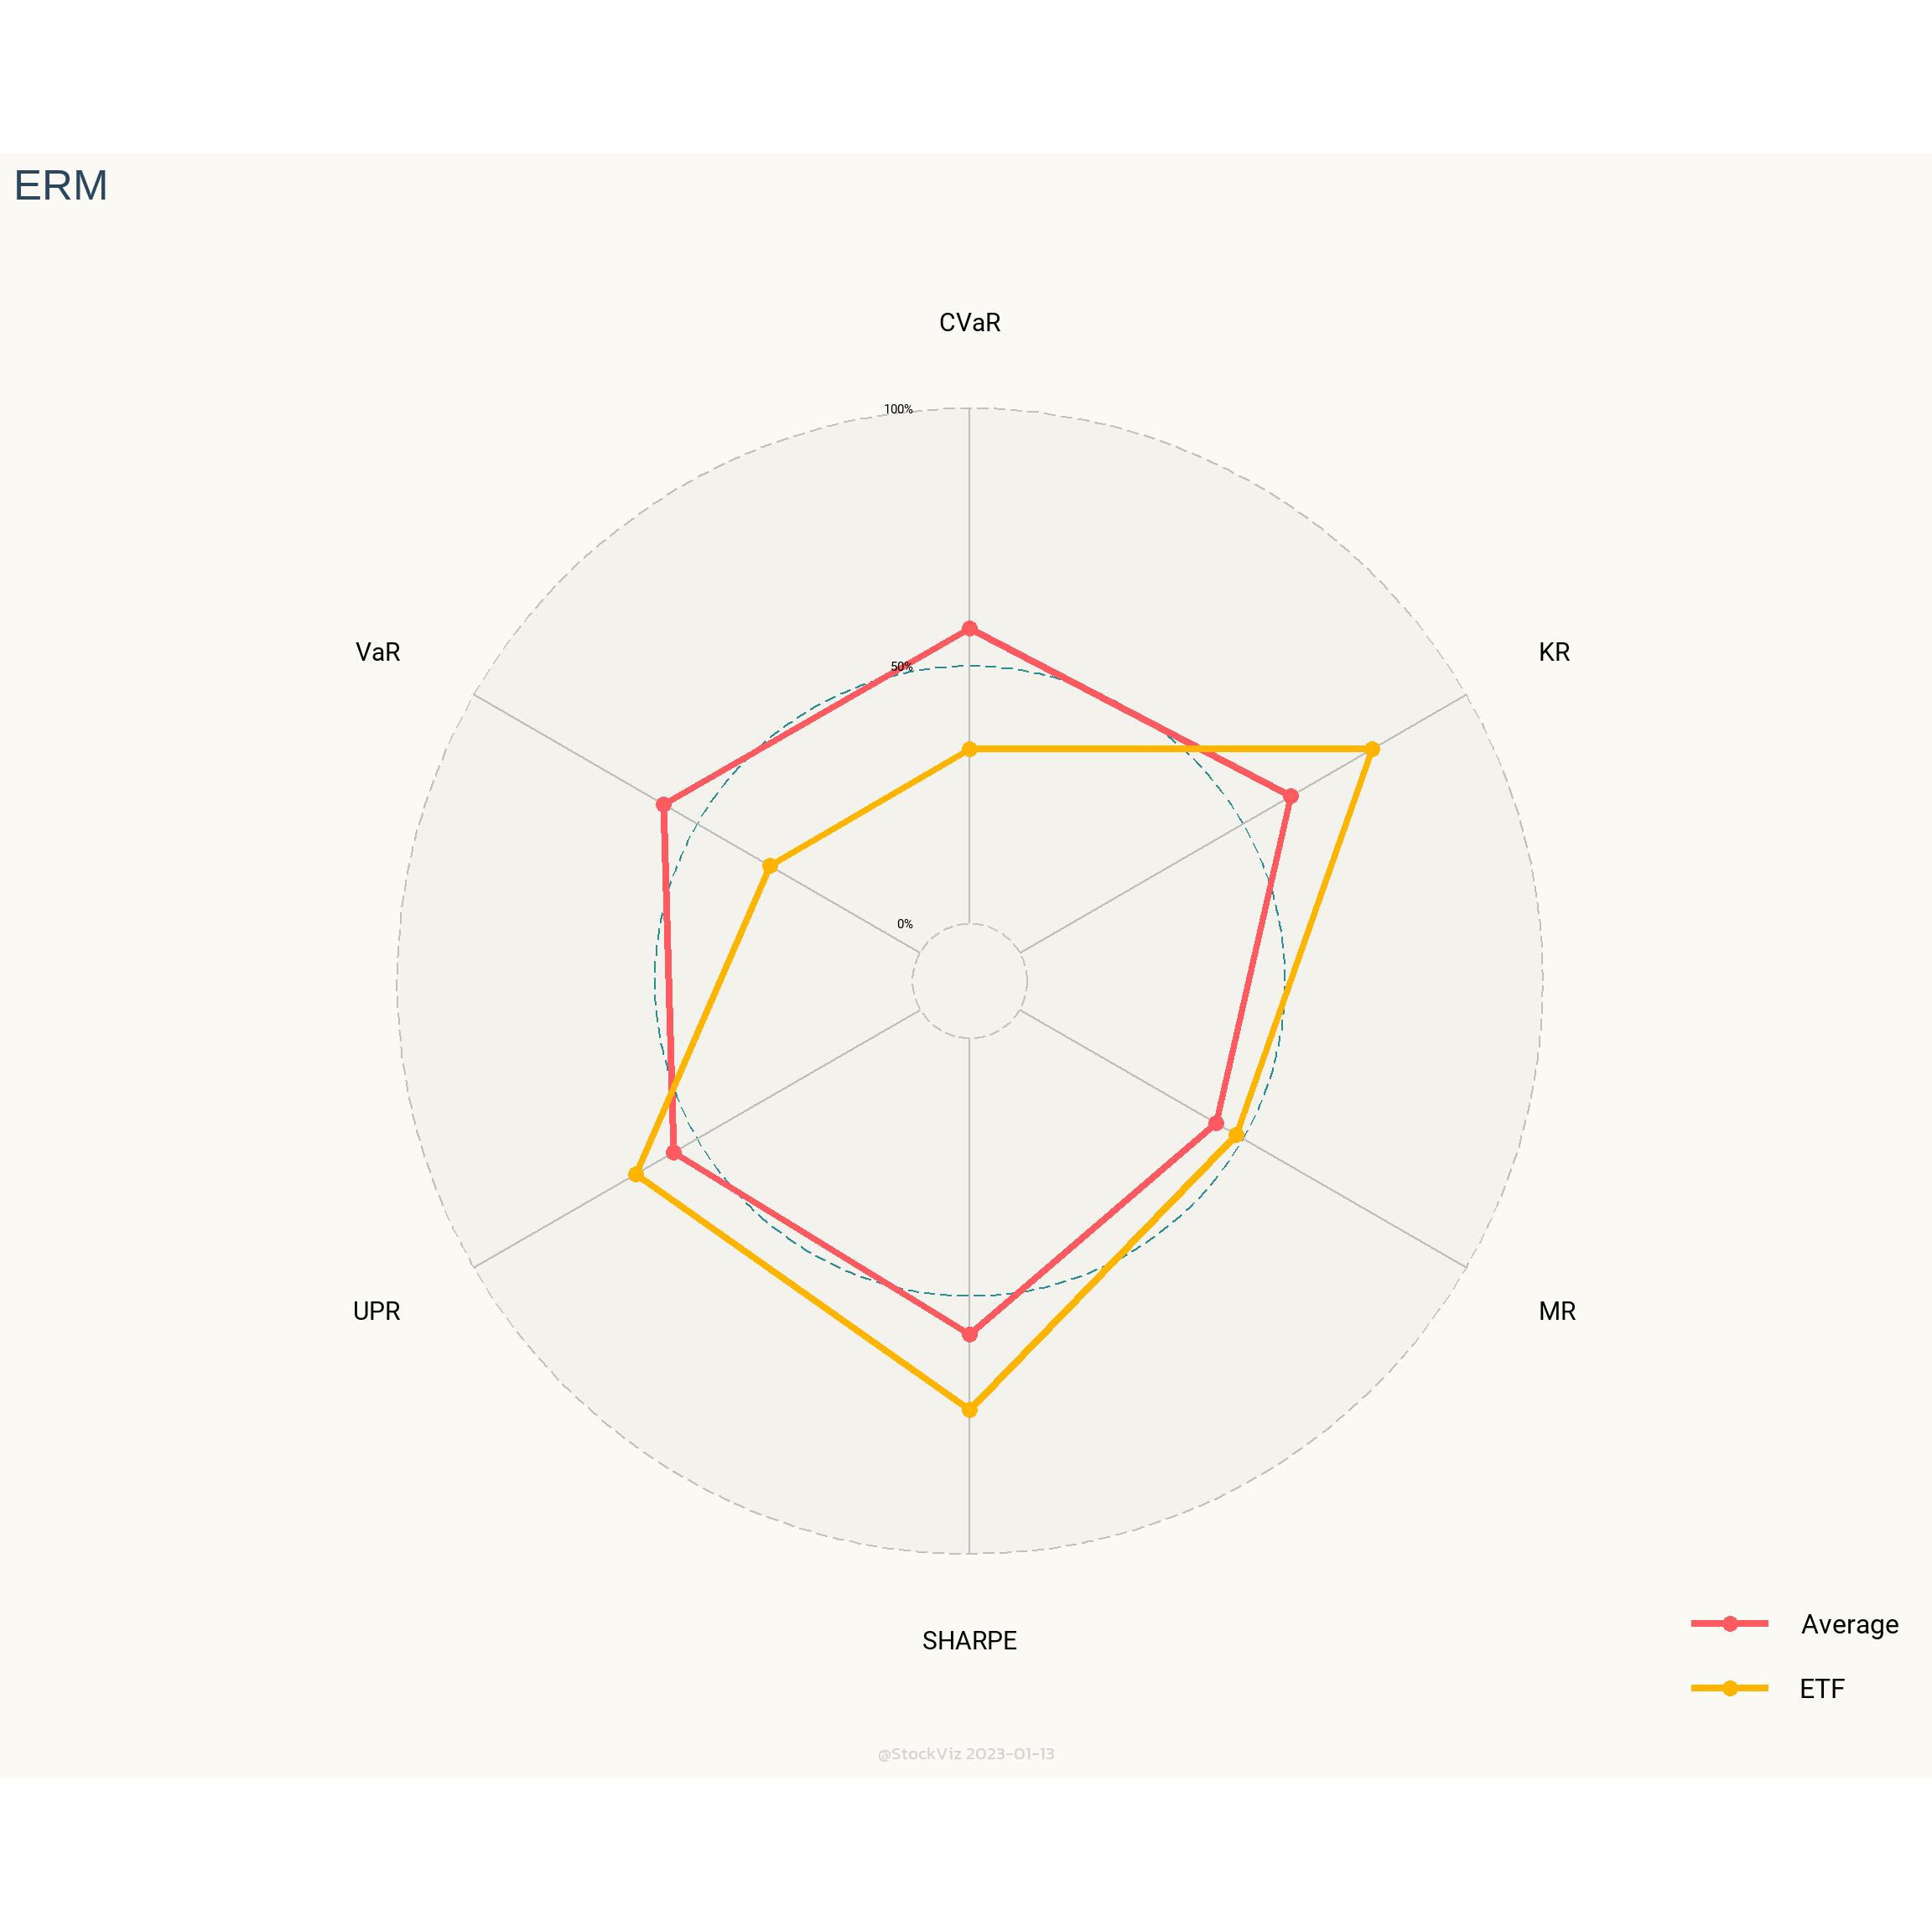 ERM
CVaR
100%
KR
VaR
50%
0%
UPR
MR
SHARPE
Average
ETF
@StockViz 2023-01-13